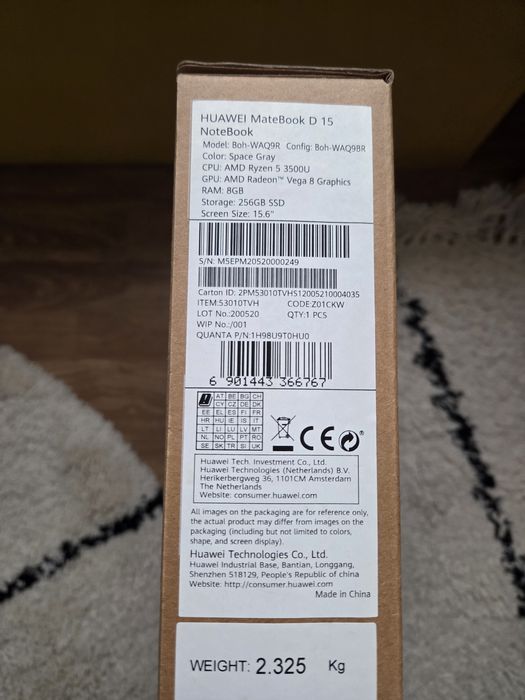 HUAWEI MateBook D 15
NoteBook
Model: Boh-WAQ9R Config: Boh-WAQ9BR
Color: Space Gray
CPU: AMD Ryzen 5 3500U
GPU: AMD Radeon™ Vega 8 Graphics
RAM: 8GB
Storage: 256GB SSD
Screen Size: 15.6"
S/N: M5EPM20520000249
Carton ID: 2PM53010TVHS12005210004035
ITEM:53010TVH CODE:Z01CKW
LOT No.:200520 QTY:1 PCS
WIP No.:/001
QUANTA P/N:1H98U9T0HU0
6 901443 366767
AT BE BG CH
CY CZ DE DK
EE EL ES FI FR
HR HU IE IS IT
LT LI LU LV MT
NL NO PL PT RO
SE SK TR SI UK
CE
Huawei Tech. Investment Co., Ltd.
Huawei Technologies (Netherlands) B.V.
Herikerbergweg 36, 1101CM Amsterdam
The Netherlands
Website: consumer.huawei.com
All images on the packaging are for reference only,
the actual product may differ from images on the
packaging (including but not limited to colors,
shape, and screen display).
Huawei Technologies Co., Ltd.
Huawei Industrial Base, Bantian, Longgang,
Shenzhen 518129, People's Republic of china
Website: http://consumer.huawei.com
Made in China
WEIGHT: 2.325 Kg